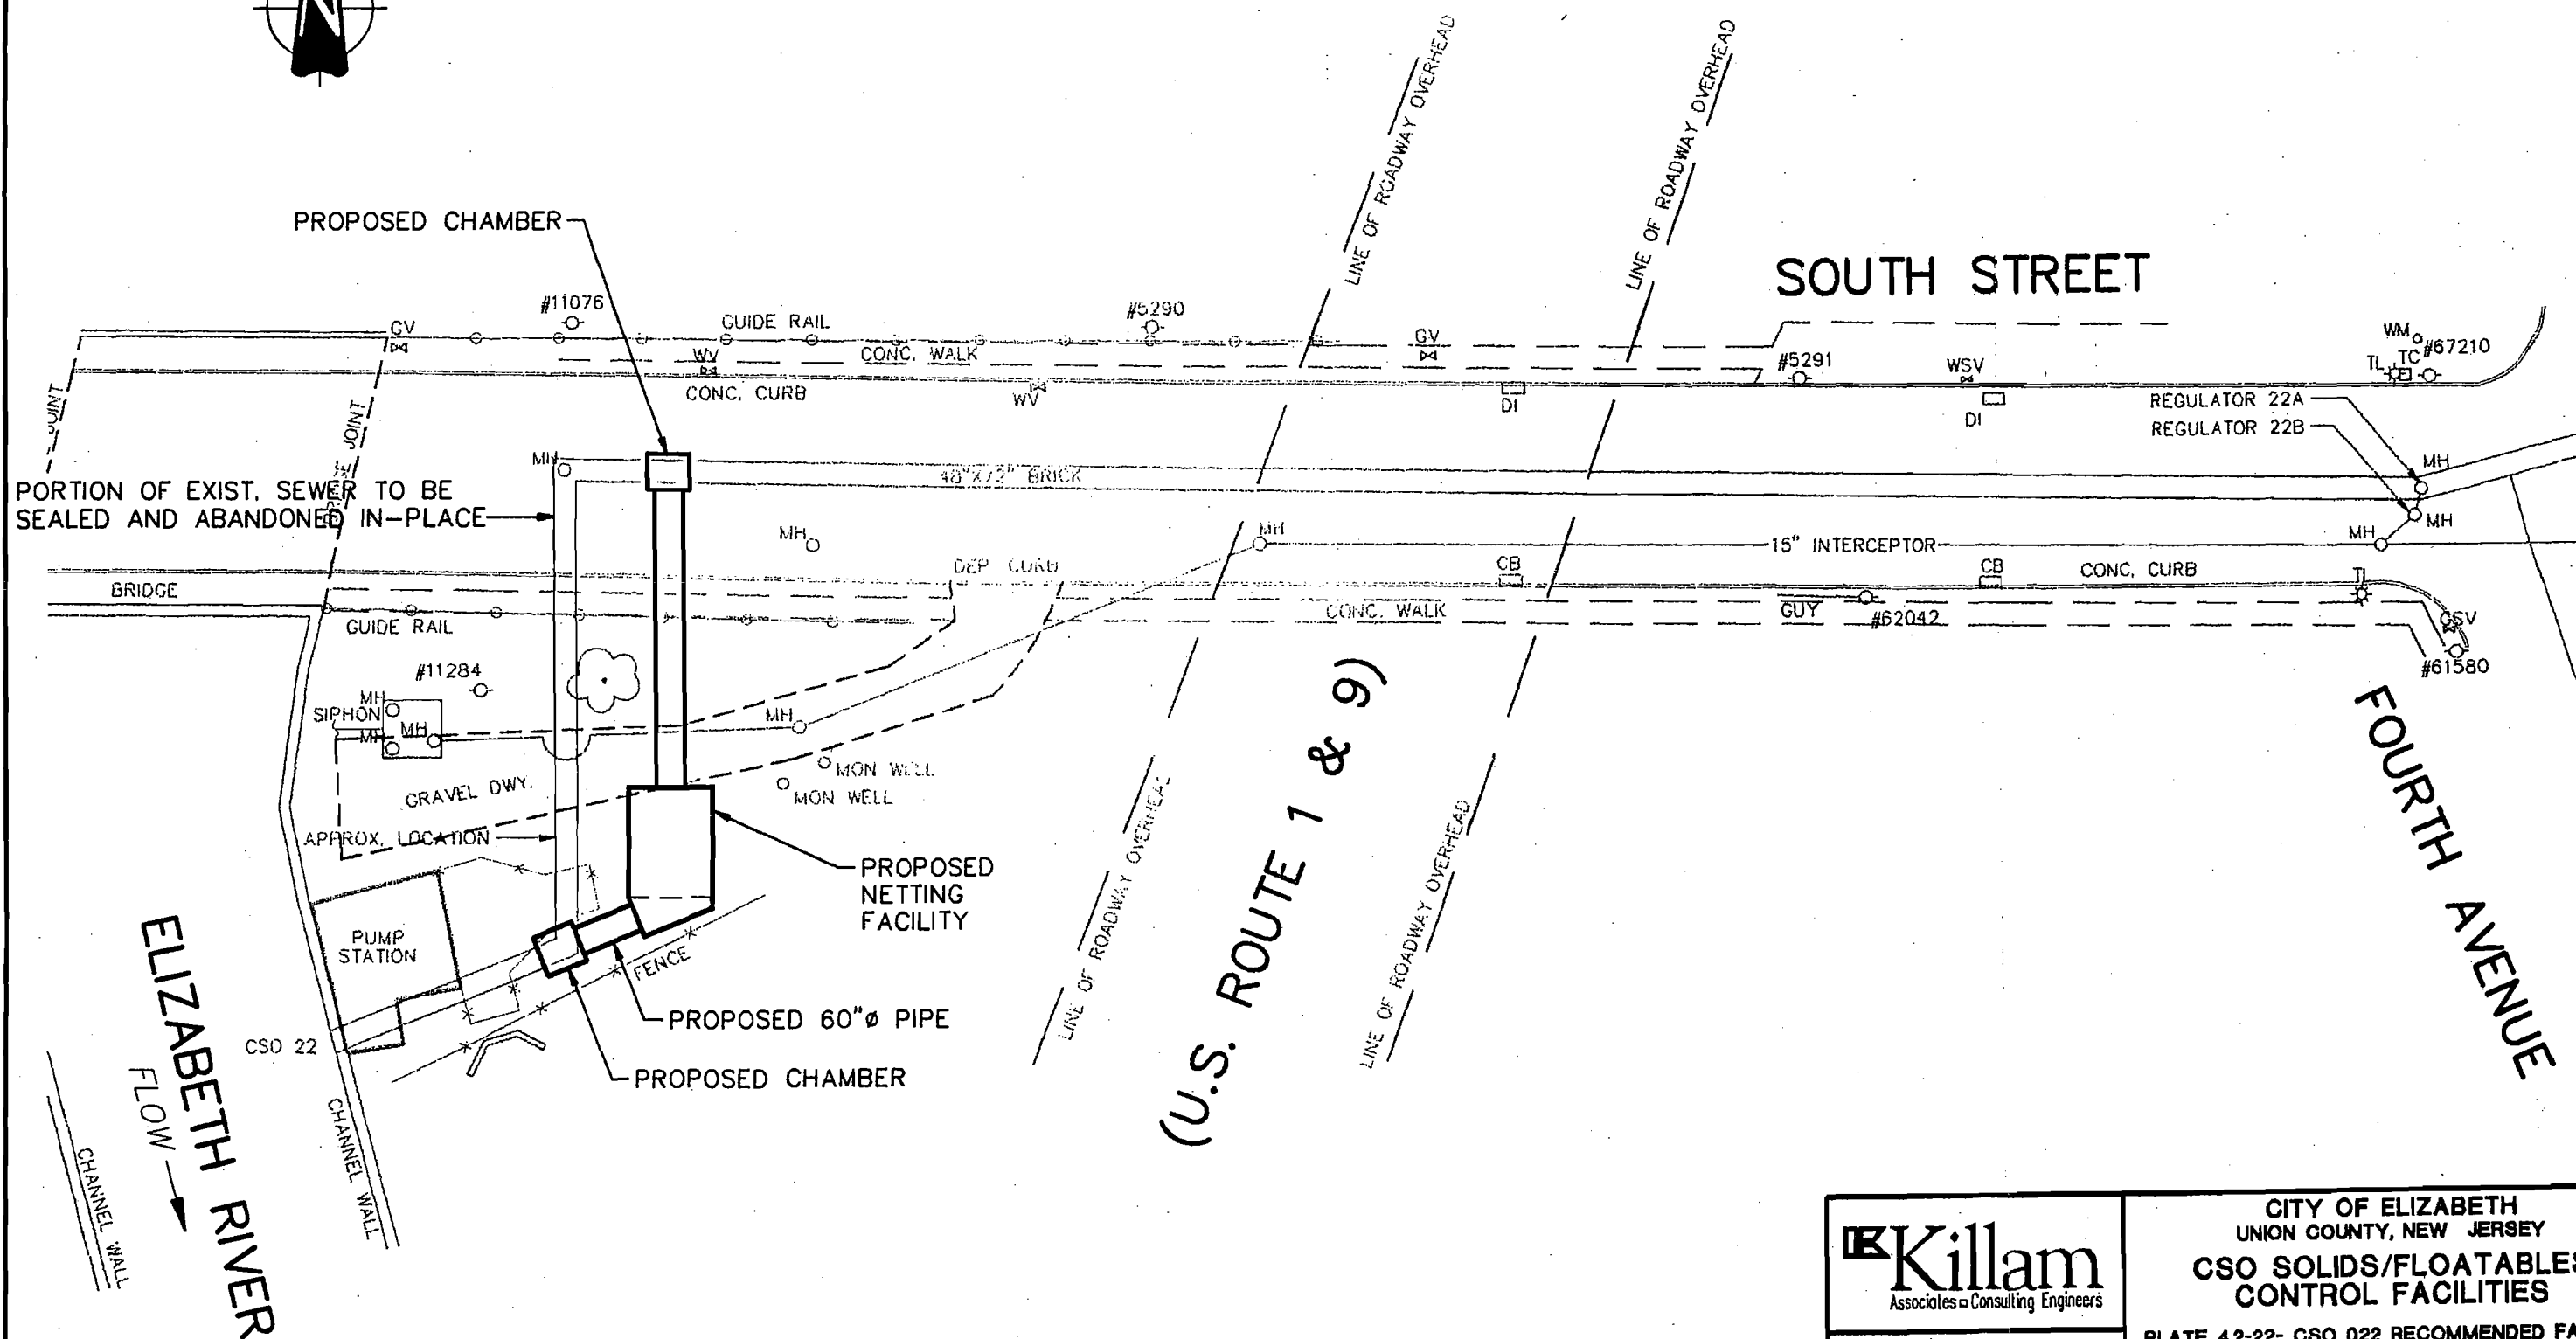 N
LINE OF ROADWAY OVERHEAD
LINE OF ROADWAY OVERHEAD
PROPOSED CHAMBER
SOUTH STREET
#11076
GUIDE RAIL
#5290
GV
WV
CONC. WALK
GV
WM
#67210
TC
TL
#5291
WSV
CONC. CURB
WV
DI
DI
REGULATOR 22A
REGULATOR 22B
JOINT
JOINT
MH
48"X72" BRICK
MH
PORTION OF EXIST. SEWER TO BE
SEALED AND ABANDONED IN-PLACE
MH
MH
MH
MH
15" INTERCEPTOR
DEP CURB
CB
CB
CONC. CURB
TL
BRIDGE
GUIDE RAIL
CONC. WALK
GUY
#62042
GSV
#61580
#11284
MH
SIPHON
MH
MH
MH
MON WELL
MON WELL
GRAVEL DWY.
APPROX. LOCATION
PROPOSED
NETTING
FACILITY
LINE OF ROADWAY OVERHEAD
LINE OF ROADWAY OVERHEAD
(U.S. ROUTE 1 & 9)
FOURTH AVENUE
PUMP
STATION
FENCE
PROPOSED 60"ø PIPE
CSO 22
PROPOSED CHAMBER
ELIZABETH RIVER
FLOW
CHANNEL WALL
CHANNEL WALL
Killam
Associates Consulting Engineers
CITY OF ELIZABETH
UNION COUNTY, NEW JERSEY
CSO SOLIDS/FLOATABLES
CONTROL FACILITIES